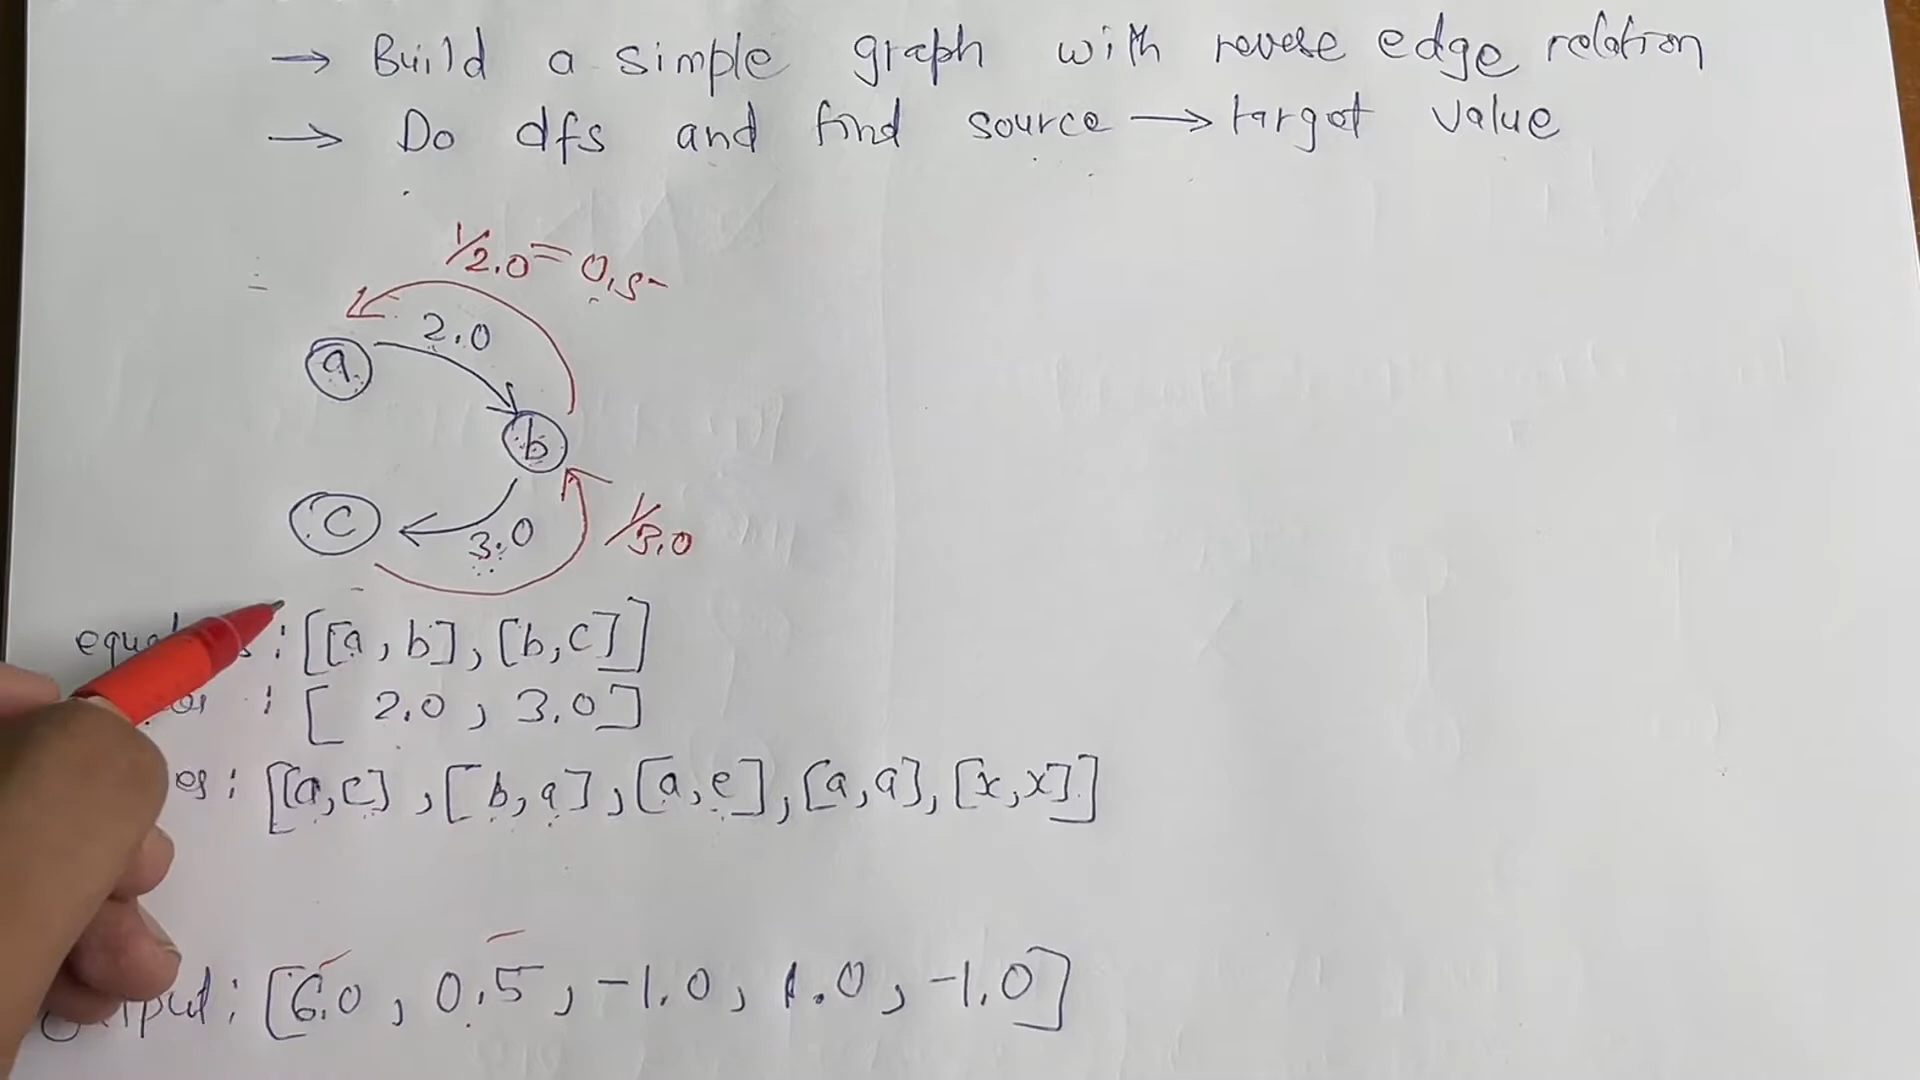 → Build a simple graph with revese edge relation
→ Do dfs and find source → target value
1/2.0 = 0.5
2.0
a
b
c
3.0
1/3.0
: [[a, b], [b, c]]
: [ 2.0 , 3.0 ]
: [[a,c] , [b,a] , [a,e] , [a,a], [x,x]]
: [6.0 , 0.5 , -1.0 , 1.0 , -1.0]